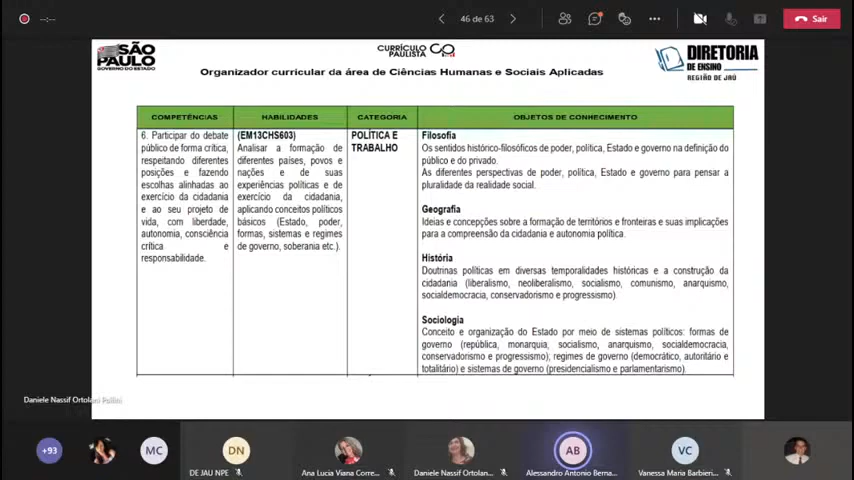 --:--
46 de 63
Sair
SÃO
PAULO
GOVERNO DO ESTADO
CURRÍCULO
PAULISTA
DIRETORIA
DE ENSINO
REGIÃO DE JAÚ
Organizador curricular da área de Ciências Humanas e Sociais Aplicadas
COMPETÊNCIAS
HABILIDADES
CATEGORIA
OBJETOS DE CONHECIMENTO
6. Participar do debate
público de forma crítica,
respeitando diferentes
posições e fazendo
escolhas alinhadas ao
exercício da cidadania
e ao seu projeto de
vida, com liberdade,
autonomia, consciência
crítica e
responsabilidade.
(EM13CHS603)
Analisar a formação de
diferentes países, povos e
nações e de suas
experiências políticas e de
exercício da cidadania,
aplicando conceitos políticos
básicos (Estado, poder,
formas, sistemas e regimes
de governo, soberania etc.).
POLÍTICA E
TRABALHO
Filosofia
Os sentidos histórico-filosóficos de poder, política, Estado e governo na definição do
público e do privado.
As diferentes perspectivas de poder, política, Estado e governo para pensar a
pluralidade da realidade social.
Geografia
Ideias e concepções sobre a formação de territórios e fronteiras e suas implicações
para a compreensão da cidadania e autonomia política.
História
Doutrinas políticas em diversas temporalidades históricas e a construção da
cidadania (liberalismo, neoliberalismo, socialismo, comunismo, anarquismo,
socialdemocracia, conservadorismo e progressismo).
Sociologia
Conceito e organização do Estado por meio de sistemas políticos: formas de
governo (república, monarquia, socialismo, anarquismo, socialdemocracia,
conservadorismo e progressismo); regimes de governo (democrático, autoritário e
totalitário) e sistemas de governo (presidencialismo e parlamentarismo).
Daniele Nassif Ortolani Pollini
+93
MC
DN
AB
VC
DE JAU NPE
Ana Lucia Viana Corre...
Daniele Nassif Ortolan...
Alessandro Antonio Berna...
Vanessa Maria Barbieri...